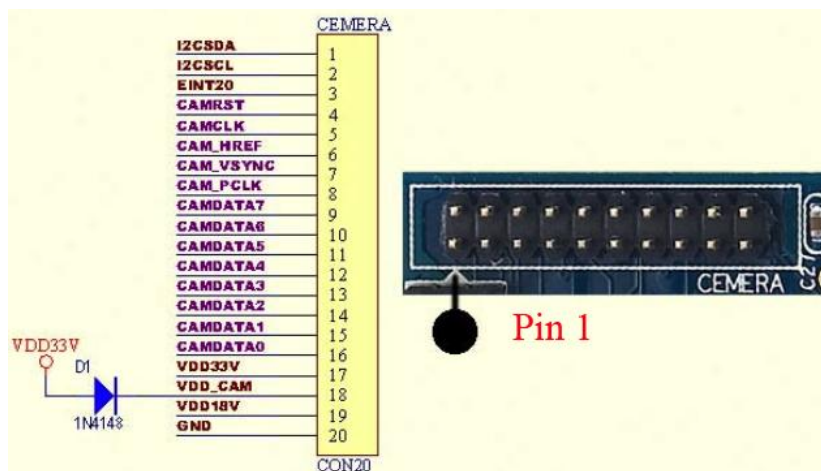 CEMERA
I2CSDA 1
I2CSCL 2
EINT20 3
CAMRST 4
CAMCLK 5
CAM_HREF 6
CAM_VSYNC 7
CAM_PCLK 8
CAMDATA7 9
CAMDATA6 10
CAMDATA5 11
CAMDATA4 12
CAMDATA3 13
CAMDATA2 14
CAMDATA1 15
CAMDATA0 16
VDD33V 17
VDD_CAM 18
VDD18V 19
GND 20
CON20
VDD33V
D1
1N4148
CEMERA
C21
Pin 1